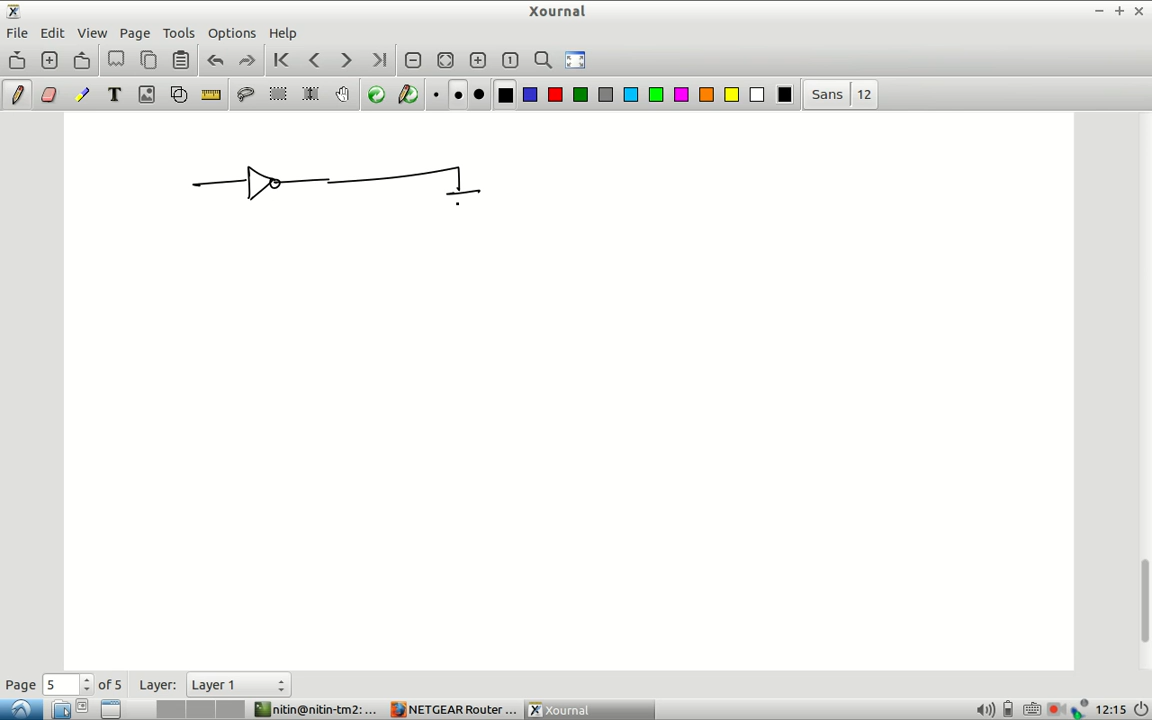 Xournal
File Edit View Page Tools Options Help
Sans 12
Page 5 of 5 Layer: Layer 1
nitin@nitin-tm2: ... NETGEAR Router ... Xournal 12:15